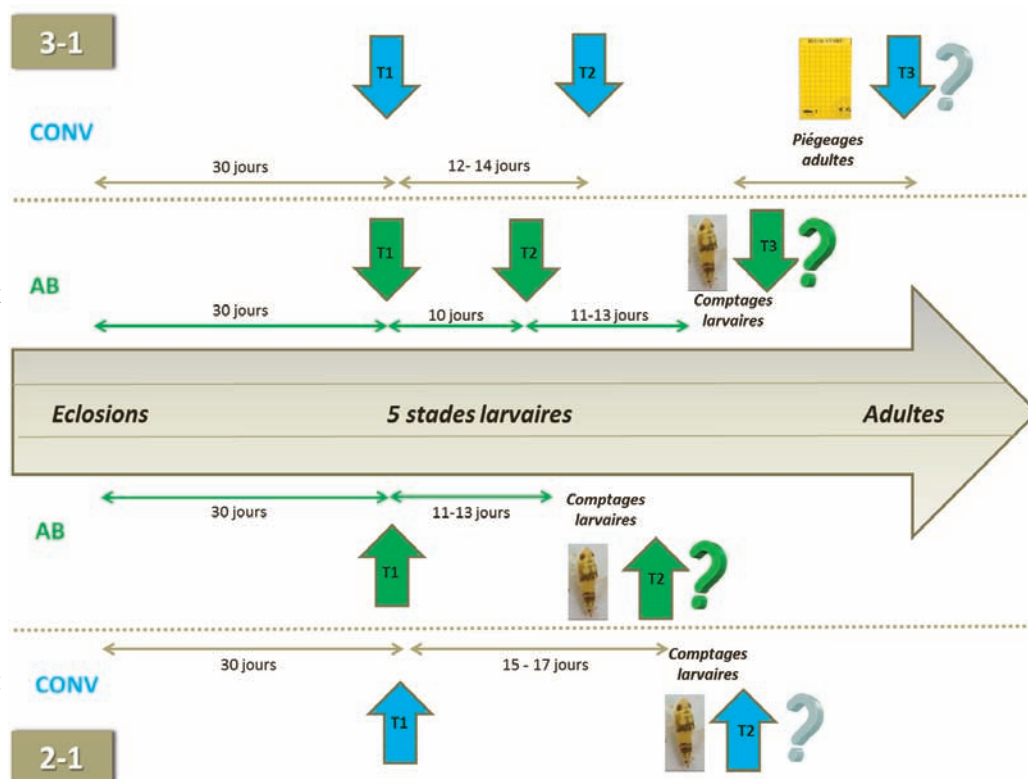 3-1
T1
T2
T3
?
CONV
Piégeages
adultes
30 jours
12- 14 jours
T1
T2
T3
?
AB
Comptages
larvaires
30 jours
10 jours
11-13 jours
Eclosions
5 stades larvaires
Adultes
30 jours
11-13 jours
Comptages
larvaires
AB
T1
T2
?
30 jours
15 - 17 jours
Comptages
larvaires
CONV
T1
T2
?
2-1